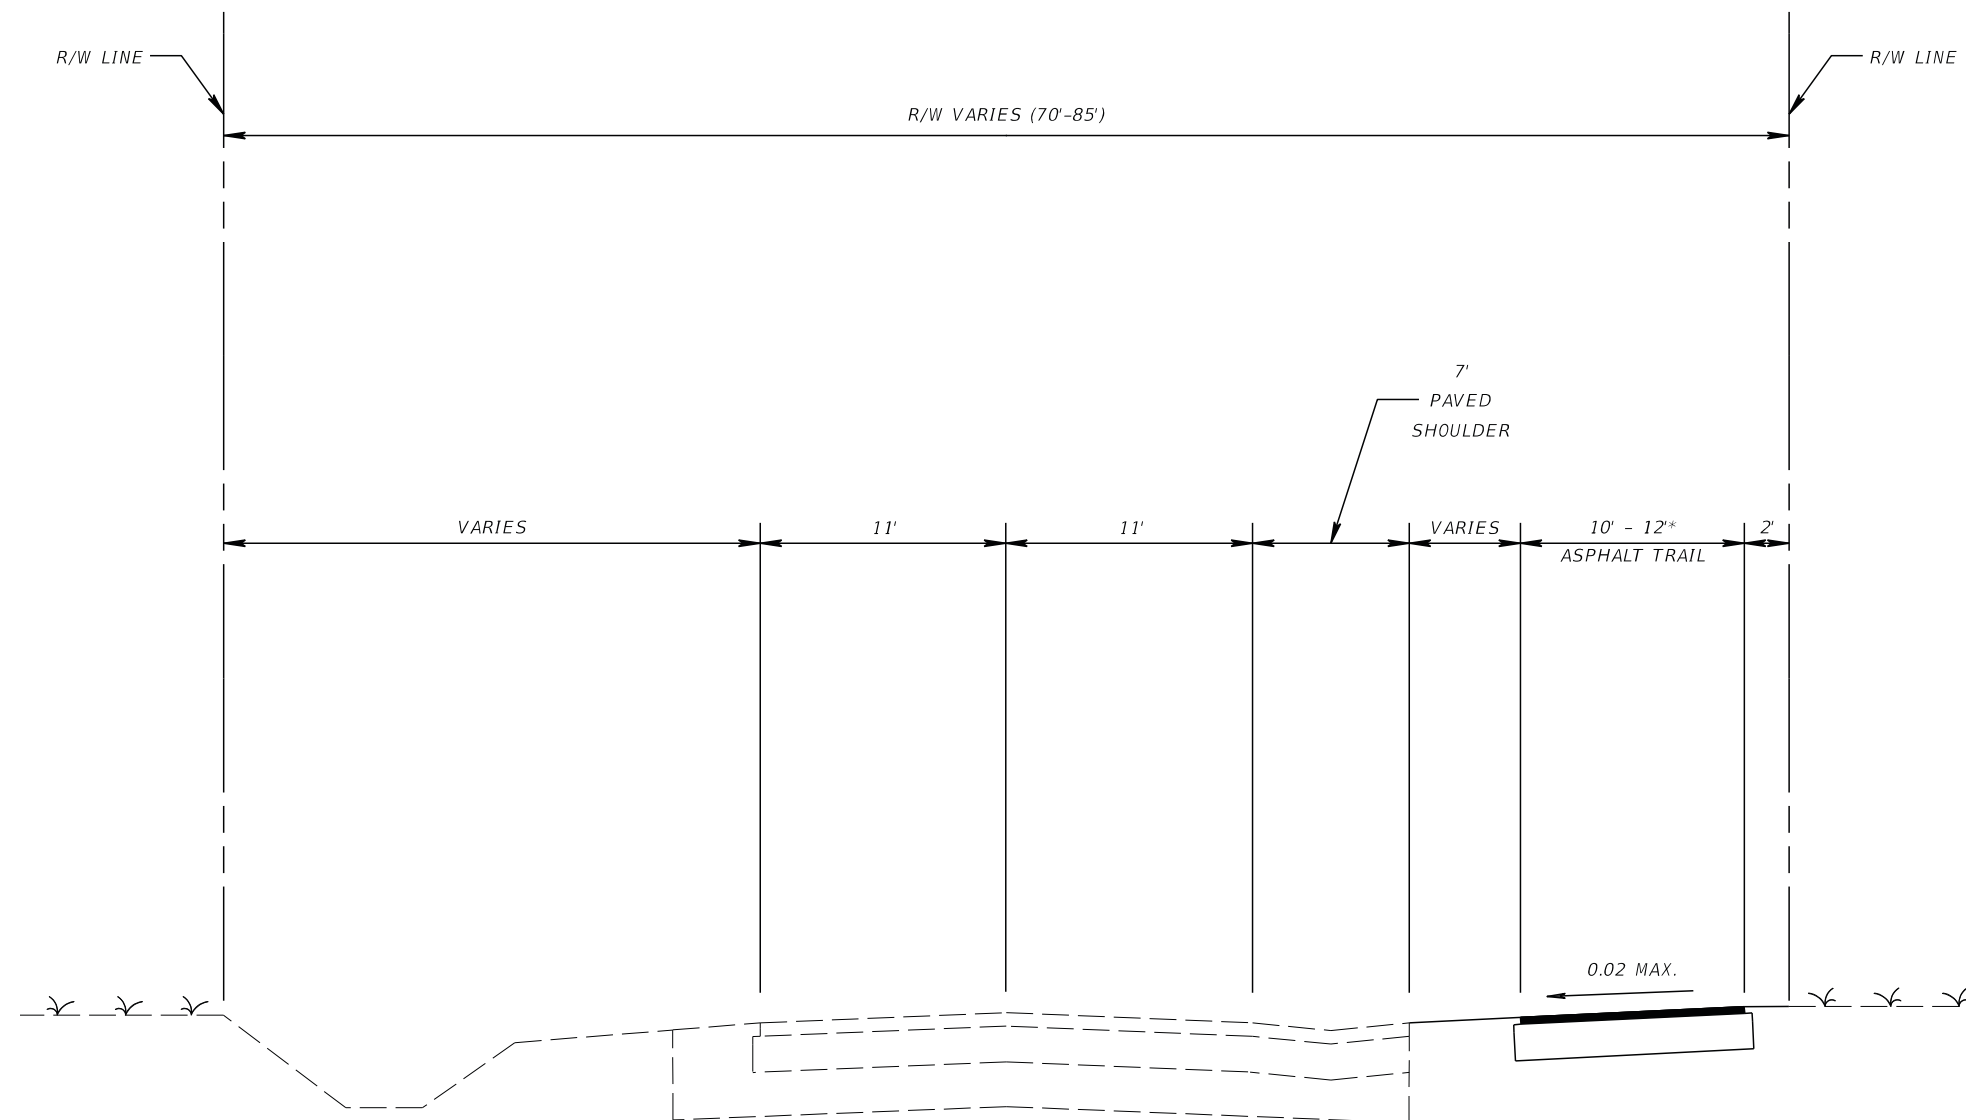 R/W LINE
R/W LINE
R/W VARIES (70'-85')
7'
PAVED
SHOULDER
VARIES
11'
11'
VARIES
10' - 12'*
2'
ASPHALT TRAIL
0.02 MAX.